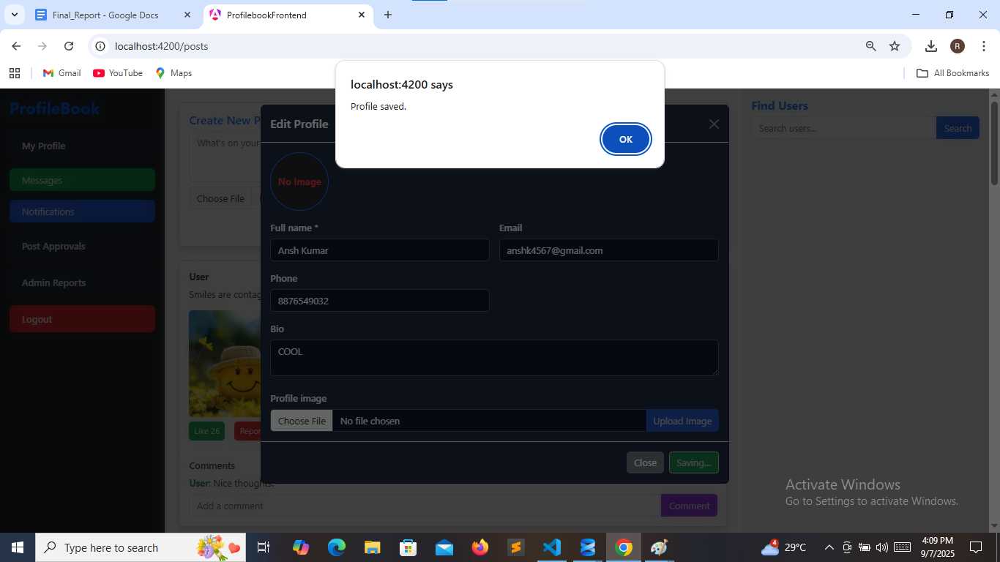 Final_Report - Google Docs
ProfilebookFrontend
localhost:4200/posts
R
Gmail
YouTube
Maps
All Bookmarks
localhost:4200 says
Profile saved.
OK
ProfileBook
My Profile
Messages
Notifications
Post Approvals
Admin Reports
Logout
Create New P
What's on your
Choose File
Edit Profile
No Image
Full name *
Email
Ansh Kumar
anshk4567@gmail.com
Phone
8876549032
Bio
COOL
Profile image
Choose File
No file chosen
Upload Image
Close
Saving...
User
Smiles are contag
Like 26
Repor
Comments
User: Nice thoughts.
Add a comment
Comment
Find Users
Search users...
Search
Activate Windows
Go to Settings to activate Windows.
Type here to search
4
29°C
4:09 PM
9/7/2025